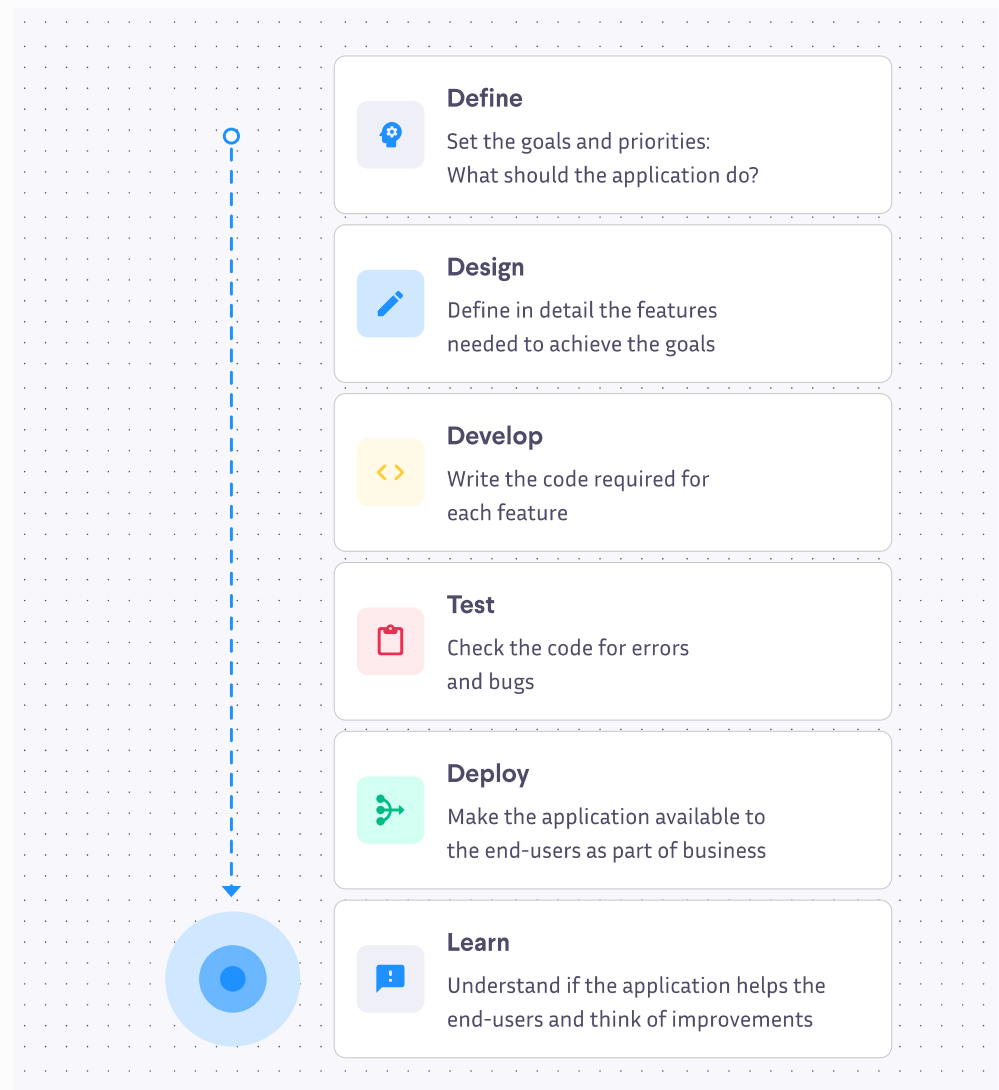 Define
Set the goals and priorities:
What should the application do?
Design
Define in detail the features
needed to achieve the goals
Develop
Write the code required for
each feature
Test
Check the code for errors
and bugs
Deploy
Make the application available to
the end-users as part of business
Learn
Understand if the application helps the
end-users and think of improvements